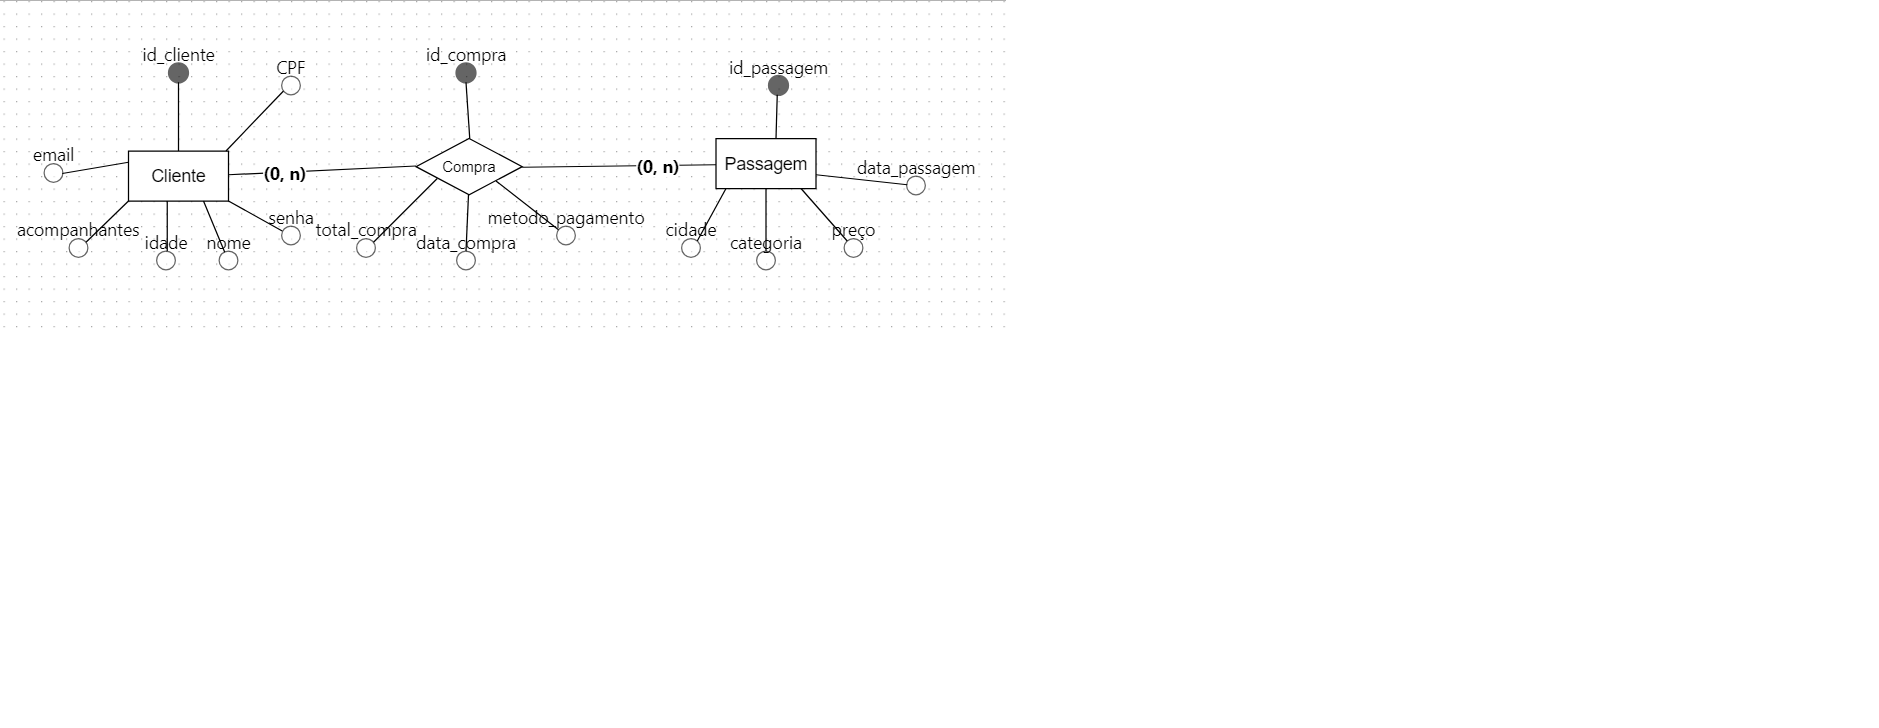 id_cliente
CPF
id_compra
id_passagem
email
Cliente
(0, n)
Compra
(0, n)
Passagem
data_passagem
acompanhantes
idade
nome
senha
total_compra
data_compra
metodo_pagamento
cidade
categoria
preço